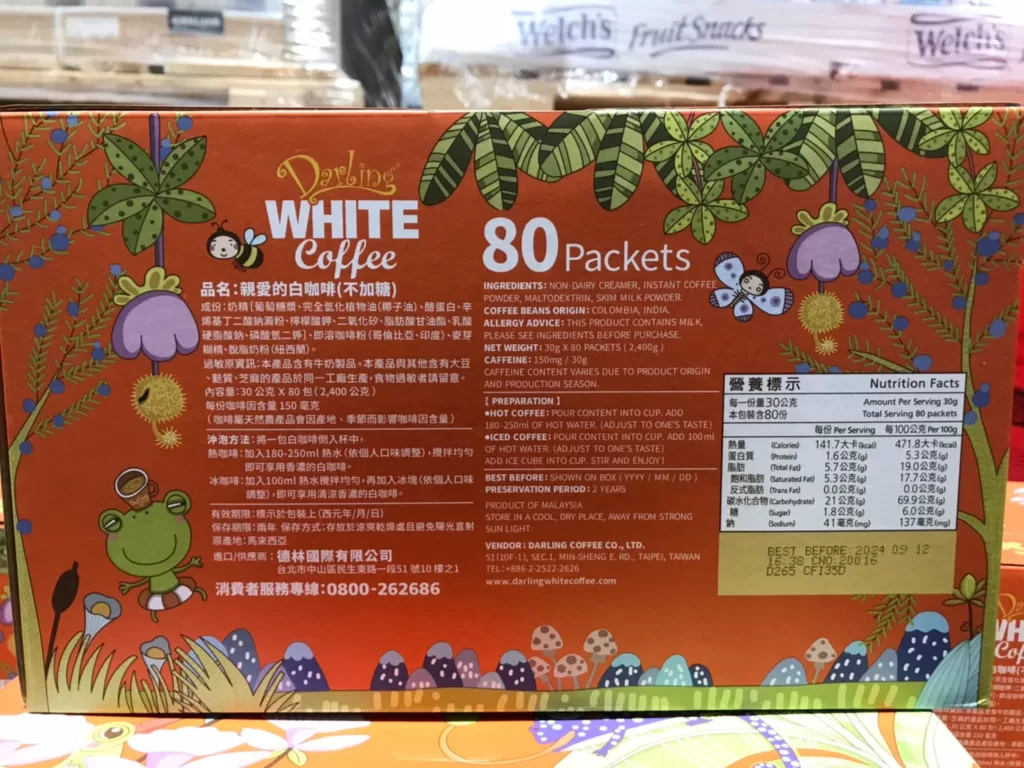 Welch's Fruit Snacks
Welch's
Darling
WHITE
Coffee
品名:親愛的白咖啡(不加糖)
成份:奶精[葡萄糖漿、完全氫化植物油(椰子油)、酪蛋白、辛
烯基丁二酸鈉澱粉、檸檬酸鉀、二氧化矽、脂肪酸甘油酯、乳酸
硬脂酸鈉、磷酸氫二鉀]、即溶咖啡粉(哥倫比亞、印度)、麥芽
糊精、脫脂奶粉(紐西蘭)。
過敏原資訊:本產品含有牛奶製品。本產品與其他含有大豆
、麩質、芝麻的產品於同一工廠生產,食物過敏者請留意。
內容量:30公克X80包(2,400公克)
每份咖啡因含量 150 毫克
(咖啡屬天然農產品會因產地、季節而影響咖啡因含量)
沖泡方法:將一包白咖啡倒入杯中,
熱咖啡:加入180-250ml 熱水(依個人口味調整),攪拌均勻
即可享用香濃的白咖啡。
冰咖啡:加入100ml 熱水攪拌均勻,再加入冰塊(依個人口味
調整),即可享用清涼香濃的白咖啡。
有效期限:標示於包裝上(西元年/月/日)
保存期限:兩年 保存方式:存放於涼爽乾燥處且避免陽光直射
原產地:馬來西亞
進口/供應商:德林國際有限公司
台北市中山區民生東路一段51號10樓之1
消費者服務專線:0800-262686
80 Packets
INGREDIENTS: NON-DAIRY CREAMER, INSTANT COFFEE
POWDER, MALTODEXTRIN, SKIM MILK POWDER.
COFFEE BEANS ORIGIN: COLOMBIA, INDIA.
ALLERGY ADVICE: THIS PRODUCT CONTAINS MILK,
PLEASE SEE INGREDIENTS BEFORE PURCHASE.
NET WEIGHT: 30g X 80 PACKETS (2,400g)
CAFFEINE: 150mg / 30g
CAFFEINE CONTENT VARIES DUE TO PRODUCT ORIGIN
AND PRODUCTION SEASON.
[ PREPARATION ]
●HOT COFFEE: POUR CONTENT INTO CUP. ADD
180-250ml OF HOT WATER. (ADJUST TO ONE'S TASTE)
●ICED COFFEE: POUR CONTENT INTO CUP. ADD 100ml
OF HOT WATER. (ADJUST TO ONE'S TASTE)
ADD ICE CUBE INTO CUP. STIR AND ENJOY!
BEST BEFORE: SHOWN ON BOX (YYYY / MM / DD)
PRESERVATION PERIOD: 2 YEARS
PRODUCT OF MALAYSIA
STORE IN A COOL, DRY PLACE, AWAY FROM STRONG
SUN LIGHT.
VENDOR: DARLING COFFEE CO., LTD.
51(10F-1), SEC.1, MIN-SHENG E. RD., TAIPEI, TAIWAN
TEL:+886-2-2522-2626
www.darlingwhitecoffee.com
營養標示 Nutrition Facts
每一份量30公克 Amount Per Serving 30g
本包裝含80份 Total Serving 80 packets
每份 Per Serving 每100公克 Per 100g
熱量 (Calories) 141.7大卡(kcal) 471.8大卡(kcal)
蛋白質 (Protein) 1.6公克(g) 5.3公克(g)
脂肪 (Total Fat) 5.7公克(g) 19.0公克(g)
飽和脂肪 (Saturated Fat) 5.3公克(g) 17.7公克(g)
反式脂肪 (Trans Fat) 0.0公克(g) 0.0公克(g)
碳水化合物(Carbohydrate) 21公克(g) 69.9公克(g)
糖 (Sugar) 1.8公克(g) 6.0公克(g)
鈉 (Sodium) 41毫克(mg) 137毫克(mg)
BEST BEFORE:2024 09 12
16:38 CNO:20016
D265 CF135D